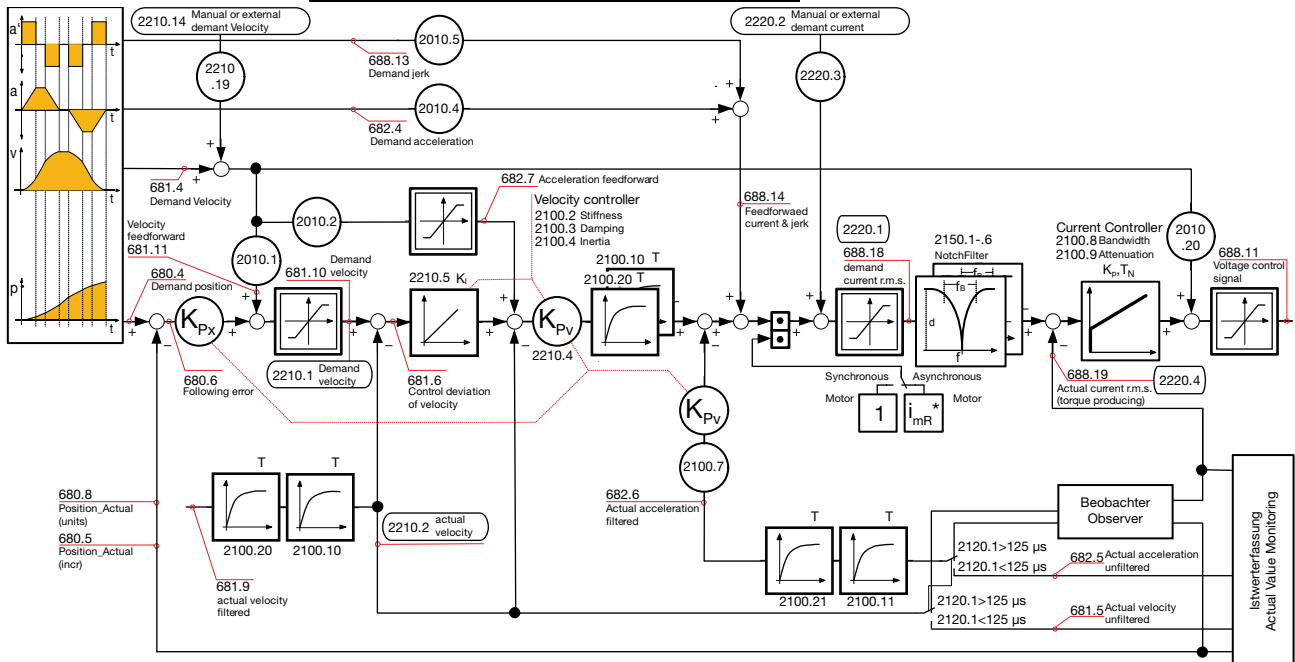 a'
t
a
t
v
t
p
t
2210.14
Manual or external
demant Velocity
2210
.19
2010.5
688.13
Demand jerk
2010.4
682.4
Demand acceleration
2220.2
Manual or external
demant current
2220.3
+
+
+
+
681.4
Demand Velocity
682.7 Acceleration feedforward
Velocity controller
2100.2 Stiffness
2100.3 Damping
2100.4 Inertia
688.14
Feedforwaed
current & jerk
2010.2
2010.1
Velocity
feedforward
681.11
680.4
Demand position
681.10
Demand
velocity
2210.5 KI
2100.10 T
2100.20 T
2220.1
688.18
demand
current r.m.s.
2150.1-.6
NotchFilter
fB
fB
d
f
Current Controller
2100.8 Bandwidth
2100.9 Attenuation
KP, TN
2010
.20
688.11
Voltage control
signal
KPx
KPv
2210.4
680.6
Following error
2210.1
Demand
velocity
681.6
Control deviation
of velocity
Synchronous
Asynchronous
Motor
Motor
1
imR*
688.19
2220.4
Actual current r.m.s.
(torque producing)
KPv
2100.7
T
T
2100.20
2100.10
680.8
Position_Actual
(units)
680.5
Position_Actual
(incr)
681.9
actual velocity
filtered
2210.2
actual
velocity
682.6
Actual acceleration
filtered
T
T
2100.21
2100.11
Beobachter
Observer
2120.1>125 µs
2120.1<125 µs
682.5 Actual acceleration
unfiltered
2120.1>125 µs
2120.1<125 µs
681.5 Actual velocity
unfiltered
Istwerterfassung
Actual Value Monitoring